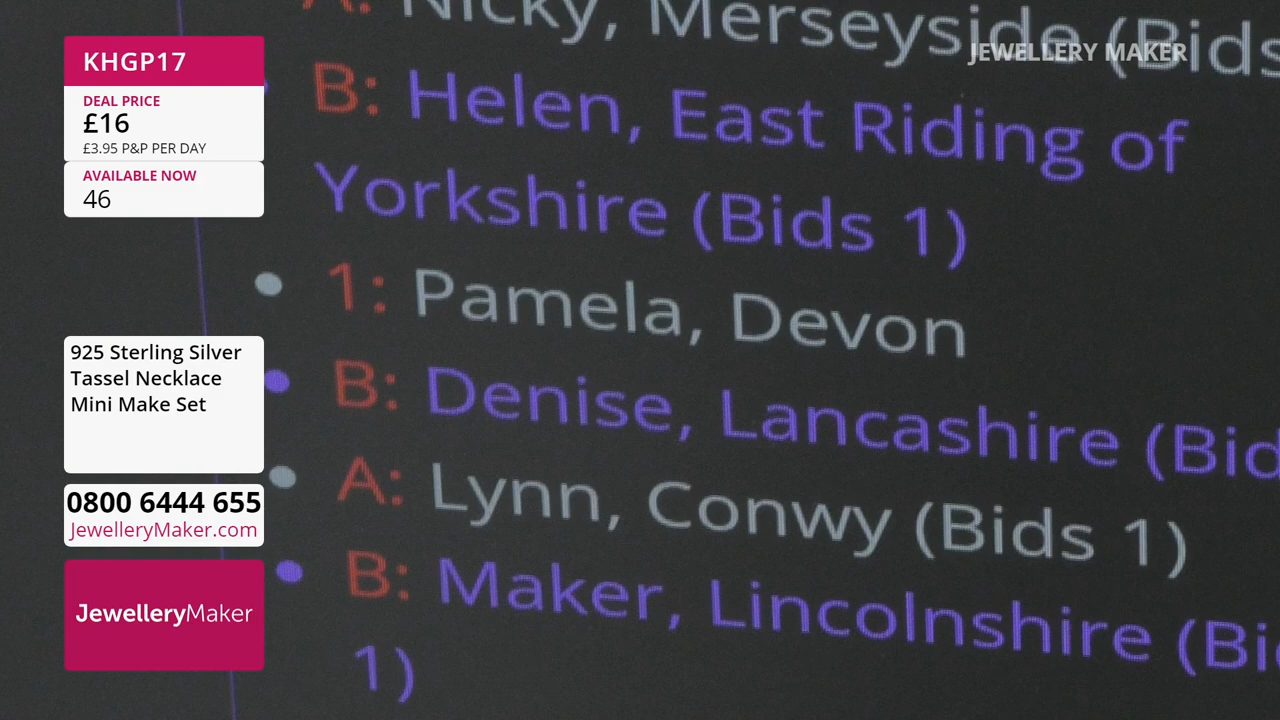 KHGP17
DEAL PRICE
£16
£3.95 P&P PER DAY
AVAILABLE NOW
46
925 Sterling Silver
Tassel Necklace
Mini Make Set
0800 6444 655
JewelleryMaker.com
JewelleryMaker
JEWELLERY MAKER
A: Nicky, Merseyside (Bids
B: Helen, East Riding of
Yorkshire (Bids 1)
1: Pamela, Devon
B: Denise, Lancashire (Bid
A: Lynn, Conwy (Bids 1)
B: Maker, Lincolnshire (Bi
1)